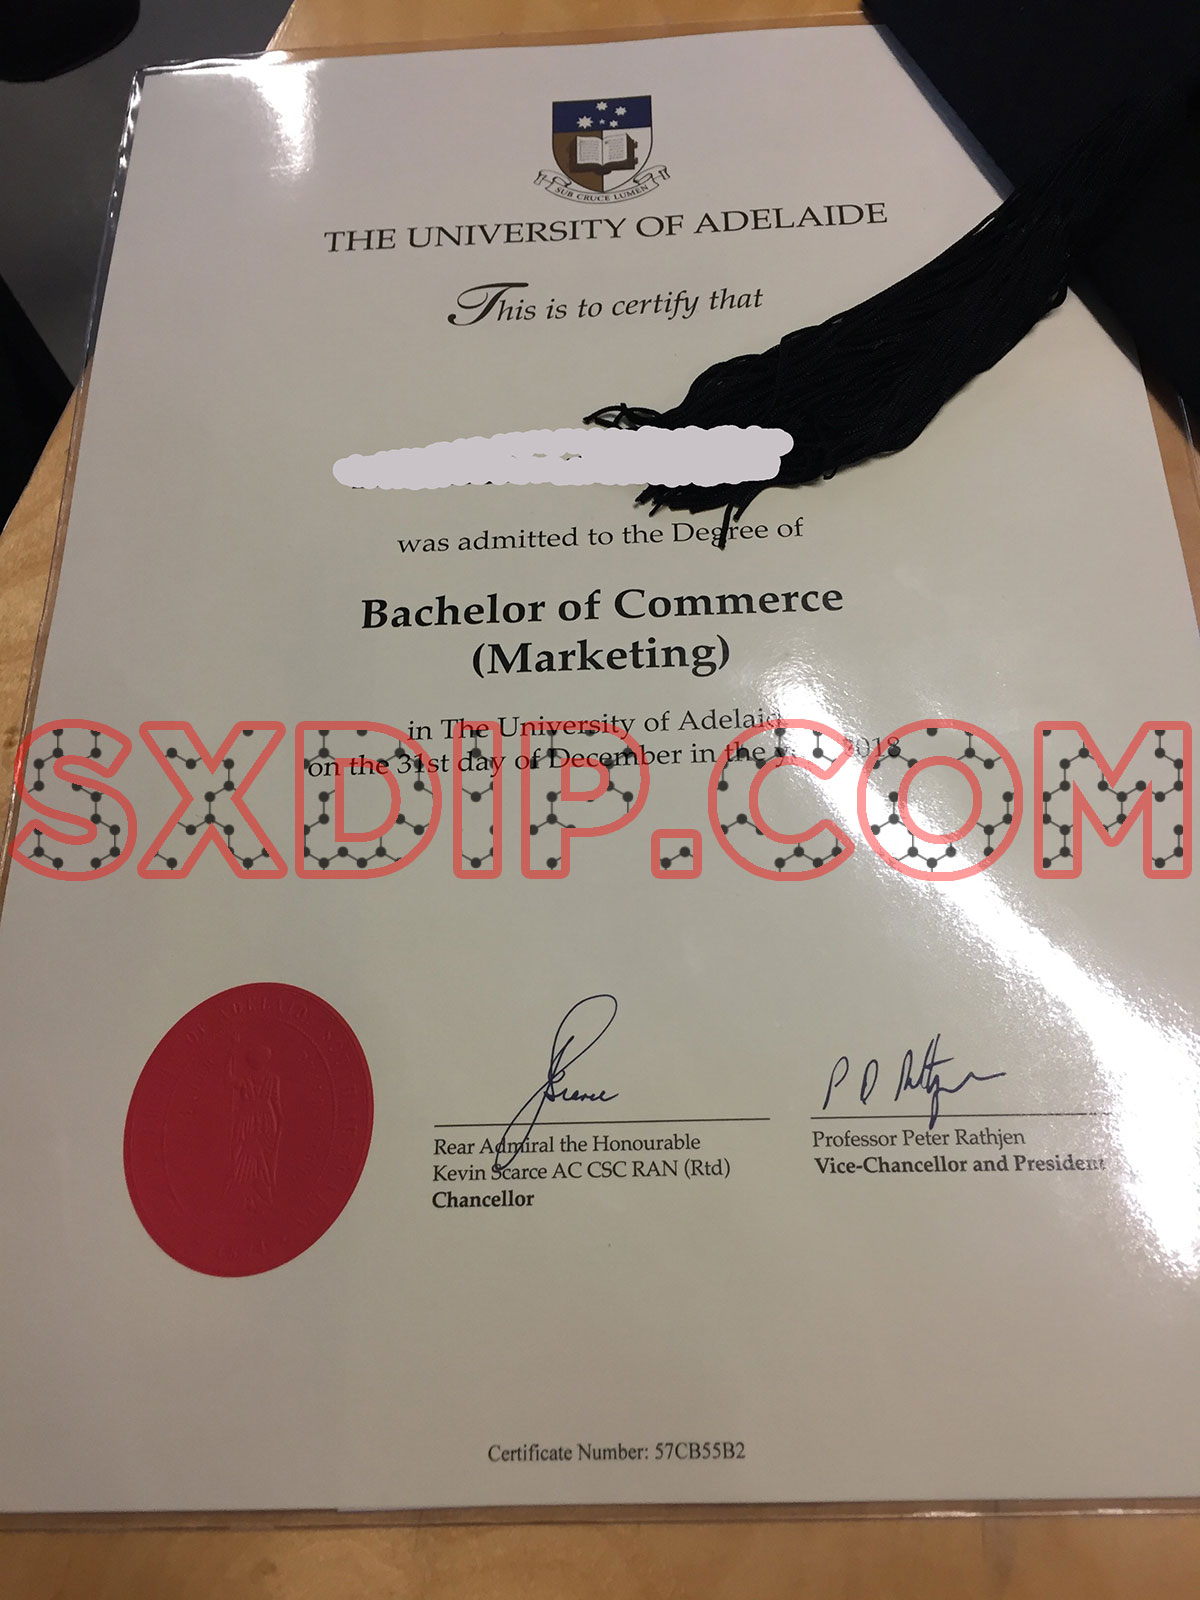 SUB CRUCE LUMEN
THE UNIVERSITY OF ADELAIDE
This is to certify that
was admitted to the Degree of
Bachelor of Commerce
(Marketing)
in The University of
on the 31st day of December in the 2018
SXDIP.COM
Rear Admiral the Honourable
Kevin Scarce AC CSC RAN (Rtd)
Chancellor
Professor Peter Rathjen
Vice-Chancellor and President
Certificate Number: 57CB55B2